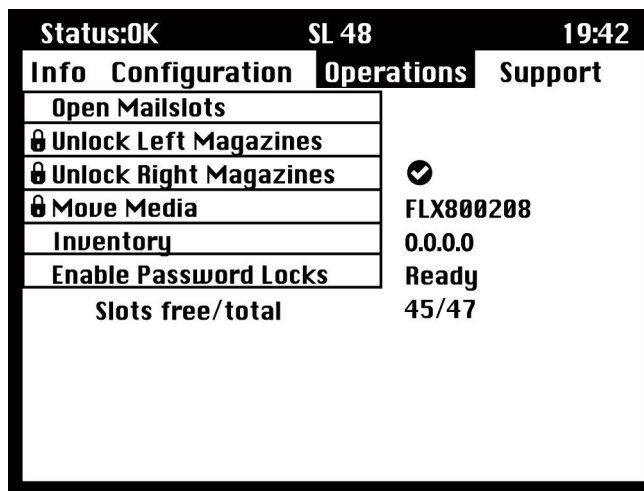 Status:OK SL 48 19:42
Info Configuration Operations Support
Open Mailslots
Unlock Left Magazines
Unlock Right Magazines
Move Media FLX800208
Inventory 0.0.0.0
Enable Password Locks Ready
Slots free/total 45/47